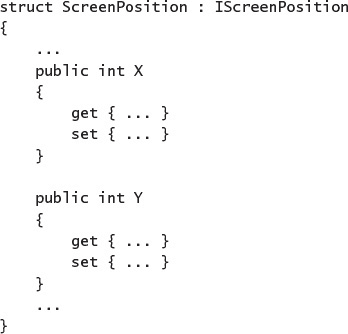 struct ScreenPosition : IScreenPosition
{
    ...
    public int X
    {
        get { ... }
        set { ... }
    }

    public int Y
    {
        get { ... }
        set { ... }
    }
    ...
}